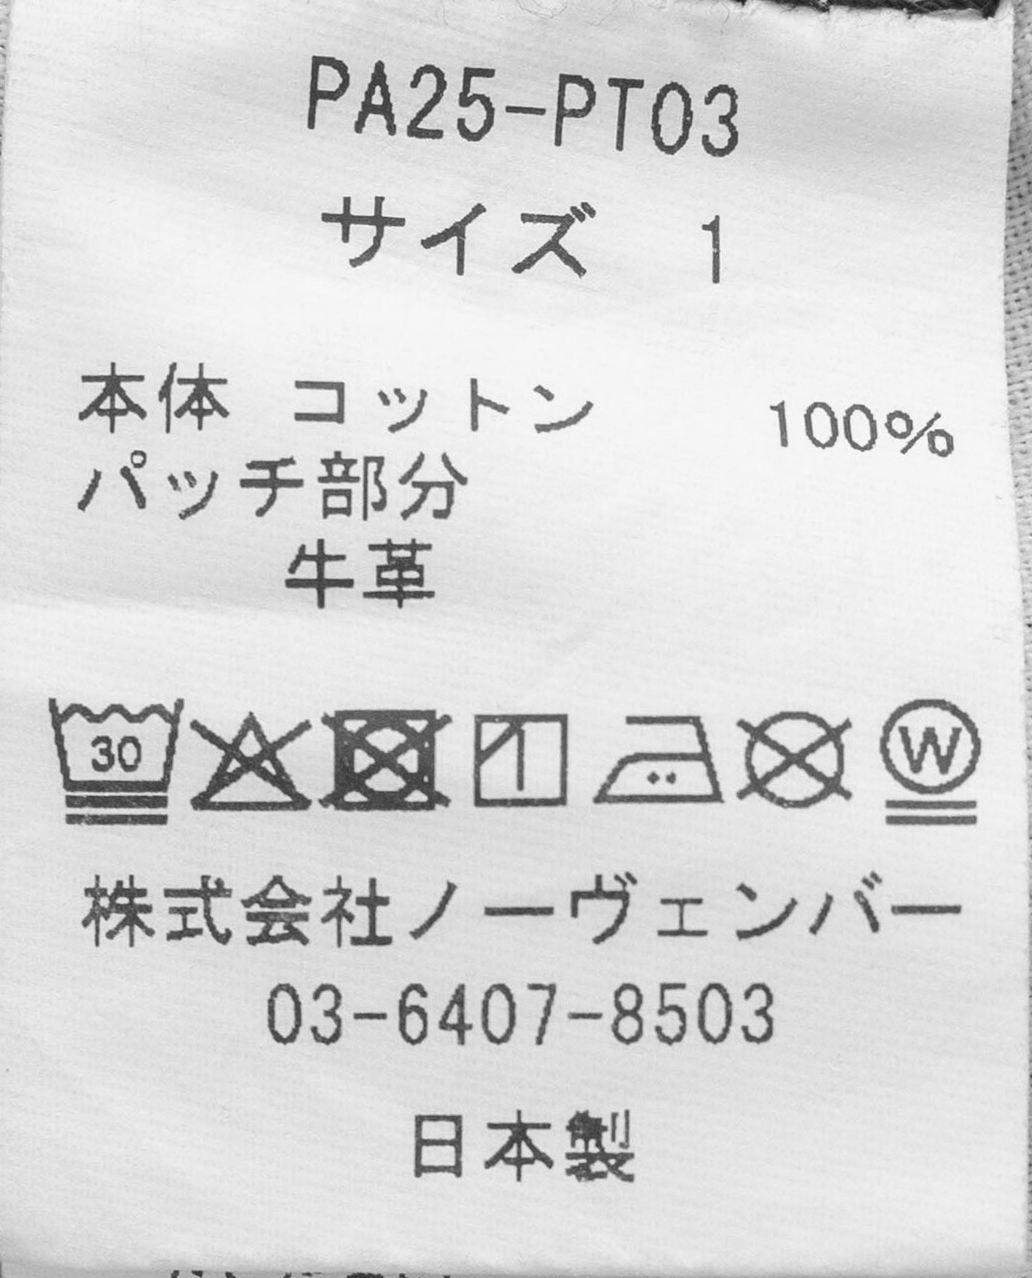 PA25-PT03
サイズ 1
本体 コットン 100%
パッチ部分
牛革
30 W
株式会社ノーヴェンバー
03-6407-8503
日本製